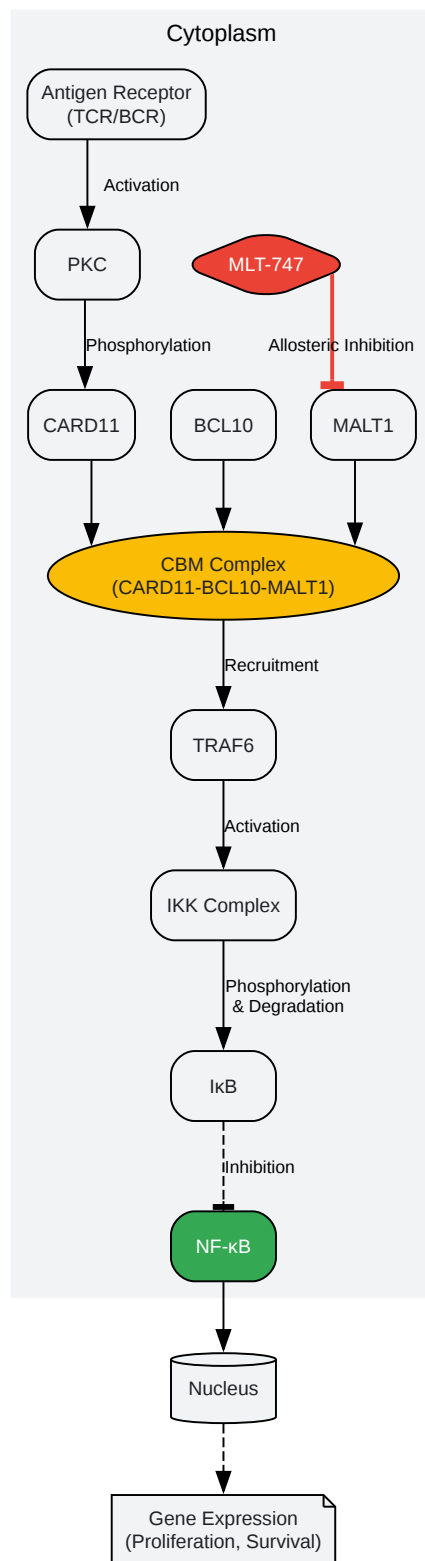 Cytoplasm
Antigen Receptor
(TCR/BCR)
Activation
PKC
MLT-747
Phosphorylation
Allosteric Inhibition
CARD11
BCL10
MALT1
CBM Complex
(CARD11-BCL10-MALT1)
Recruitment
TRAF6
Activation
IKK Complex
Phosphorylation
& Degradation
IκB
Inhibition
NF-κB
Nucleus
Gene Expression
(Proliferation, Survival)